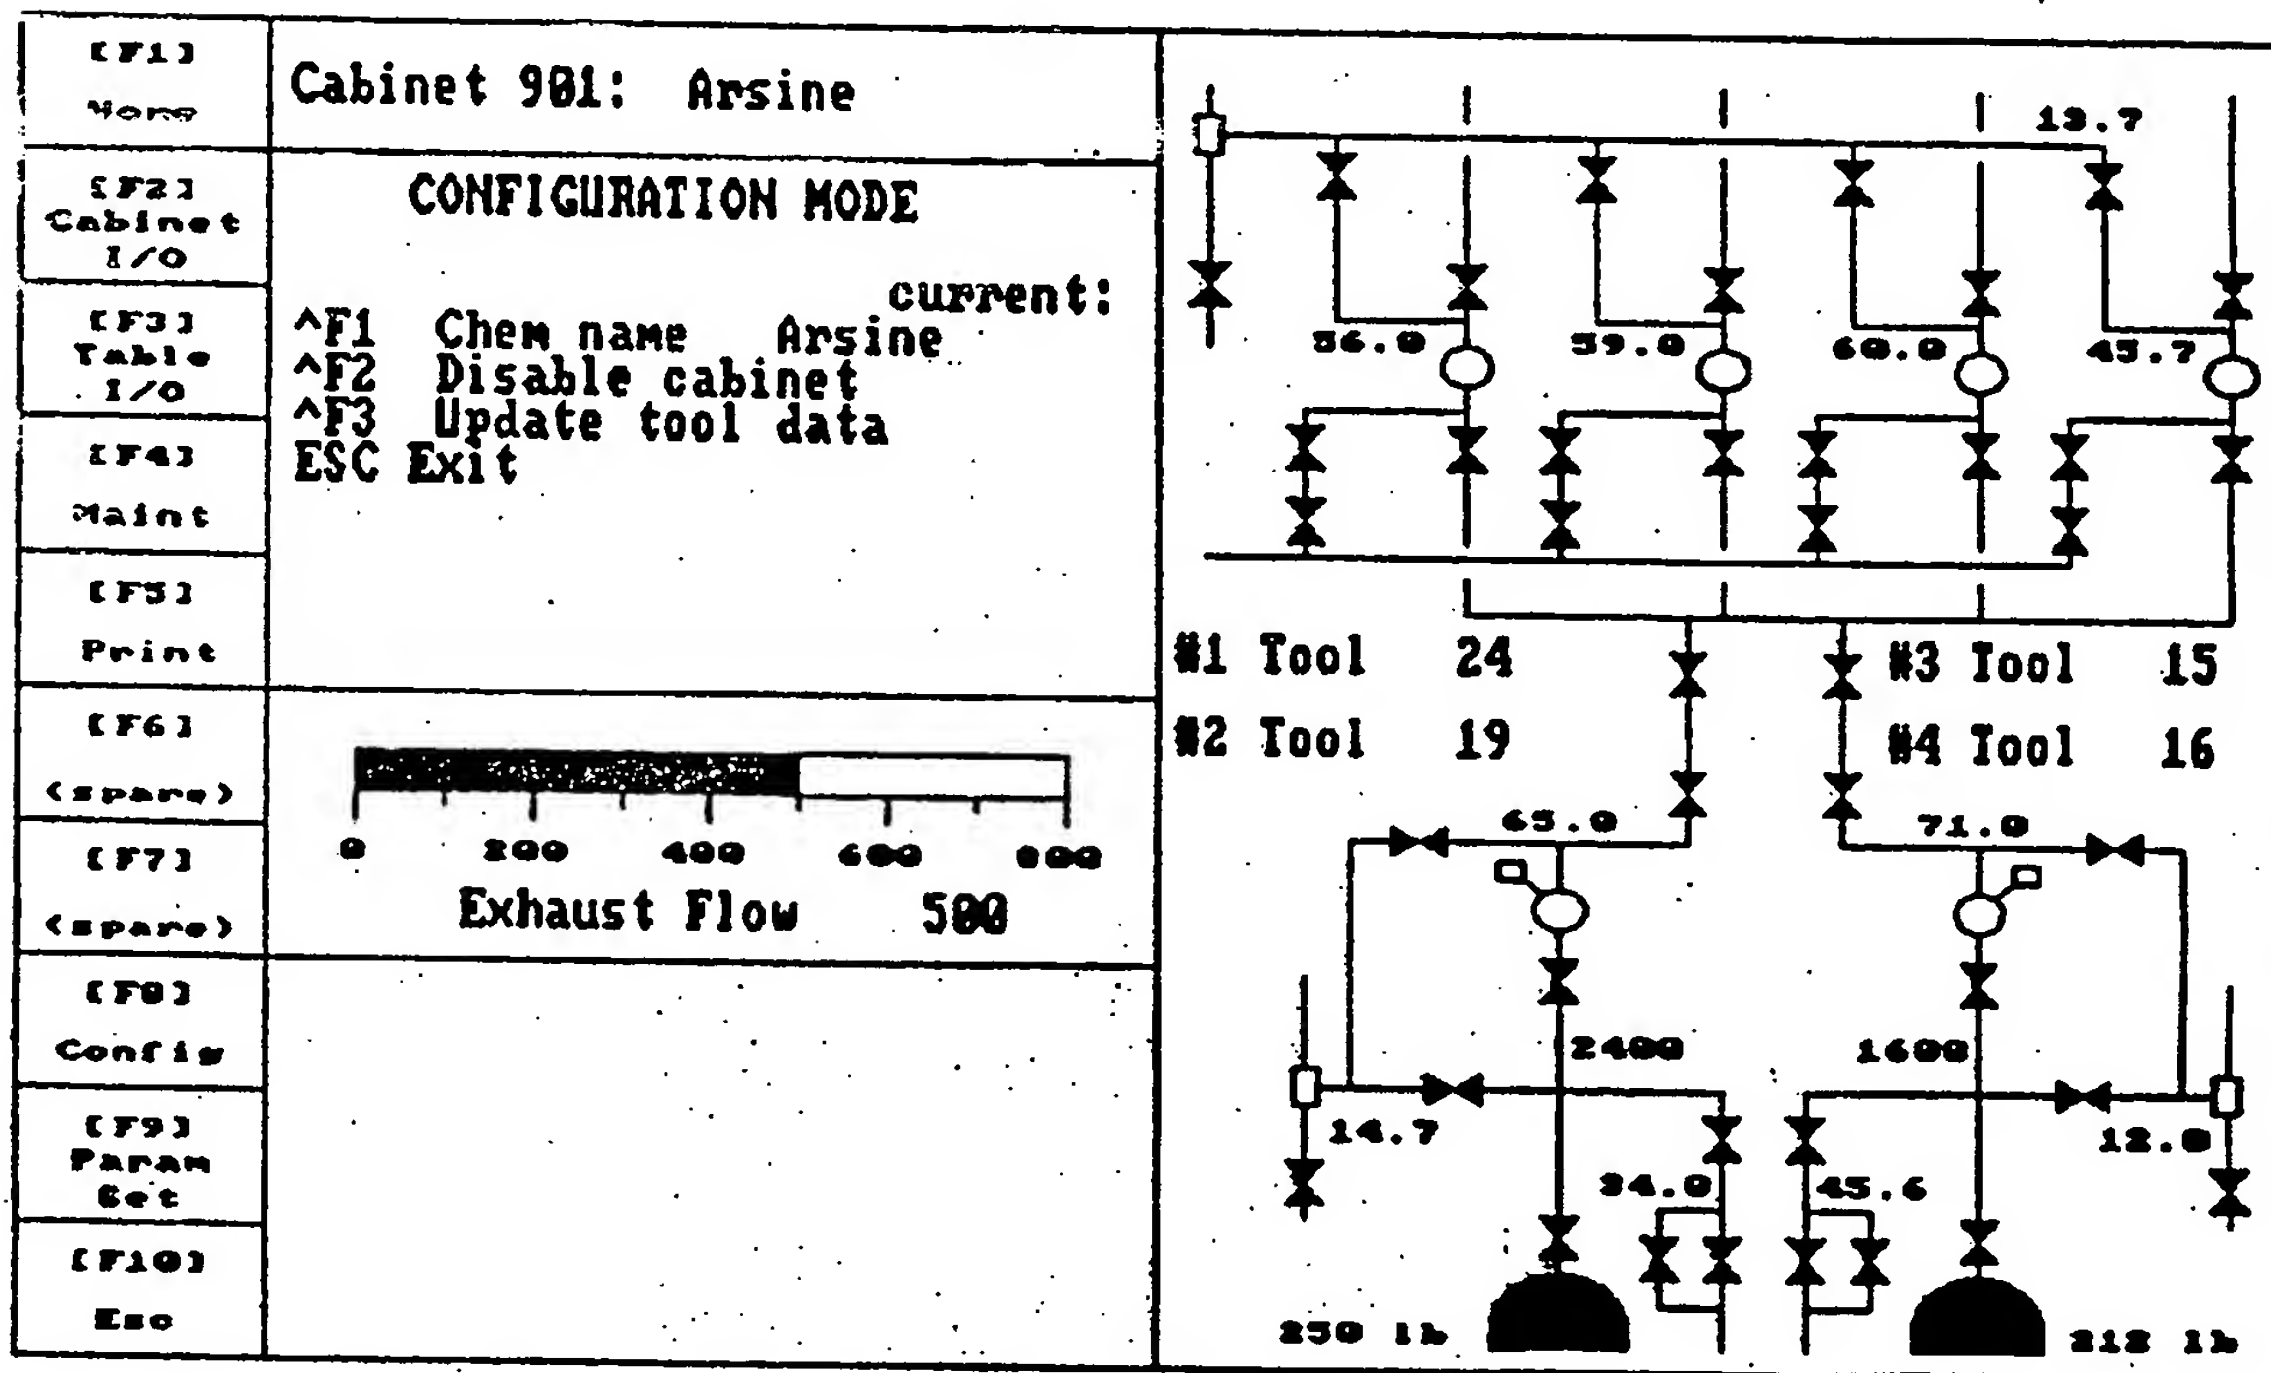 [F1]
None
[F2]
Cabinet
I/O
[F3]
Table
I/O
[F4]
Maint
[F5]
Print
[F6]
(spare)
[F7]
(spare)
[F8]
Config
[F9]
Param
Set
[F10]
Esc
Cabinet 901: Arsine
CONFIGURATION MODE
current:
^F1 Chem name Arsine
^F2 Disable cabinet
^F3 Update tool data
ESC Exit
0 200 400 600 800
Exhaust Flow 500
13.7
56.0 59.0 60.0 45.7
#1 Tool 24 #3 Tool 15
#2 Tool 19 #4 Tool 16
65.0 71.0
2400 1600
14.7 12.0
34.0 45.6
250 lb 212 lb